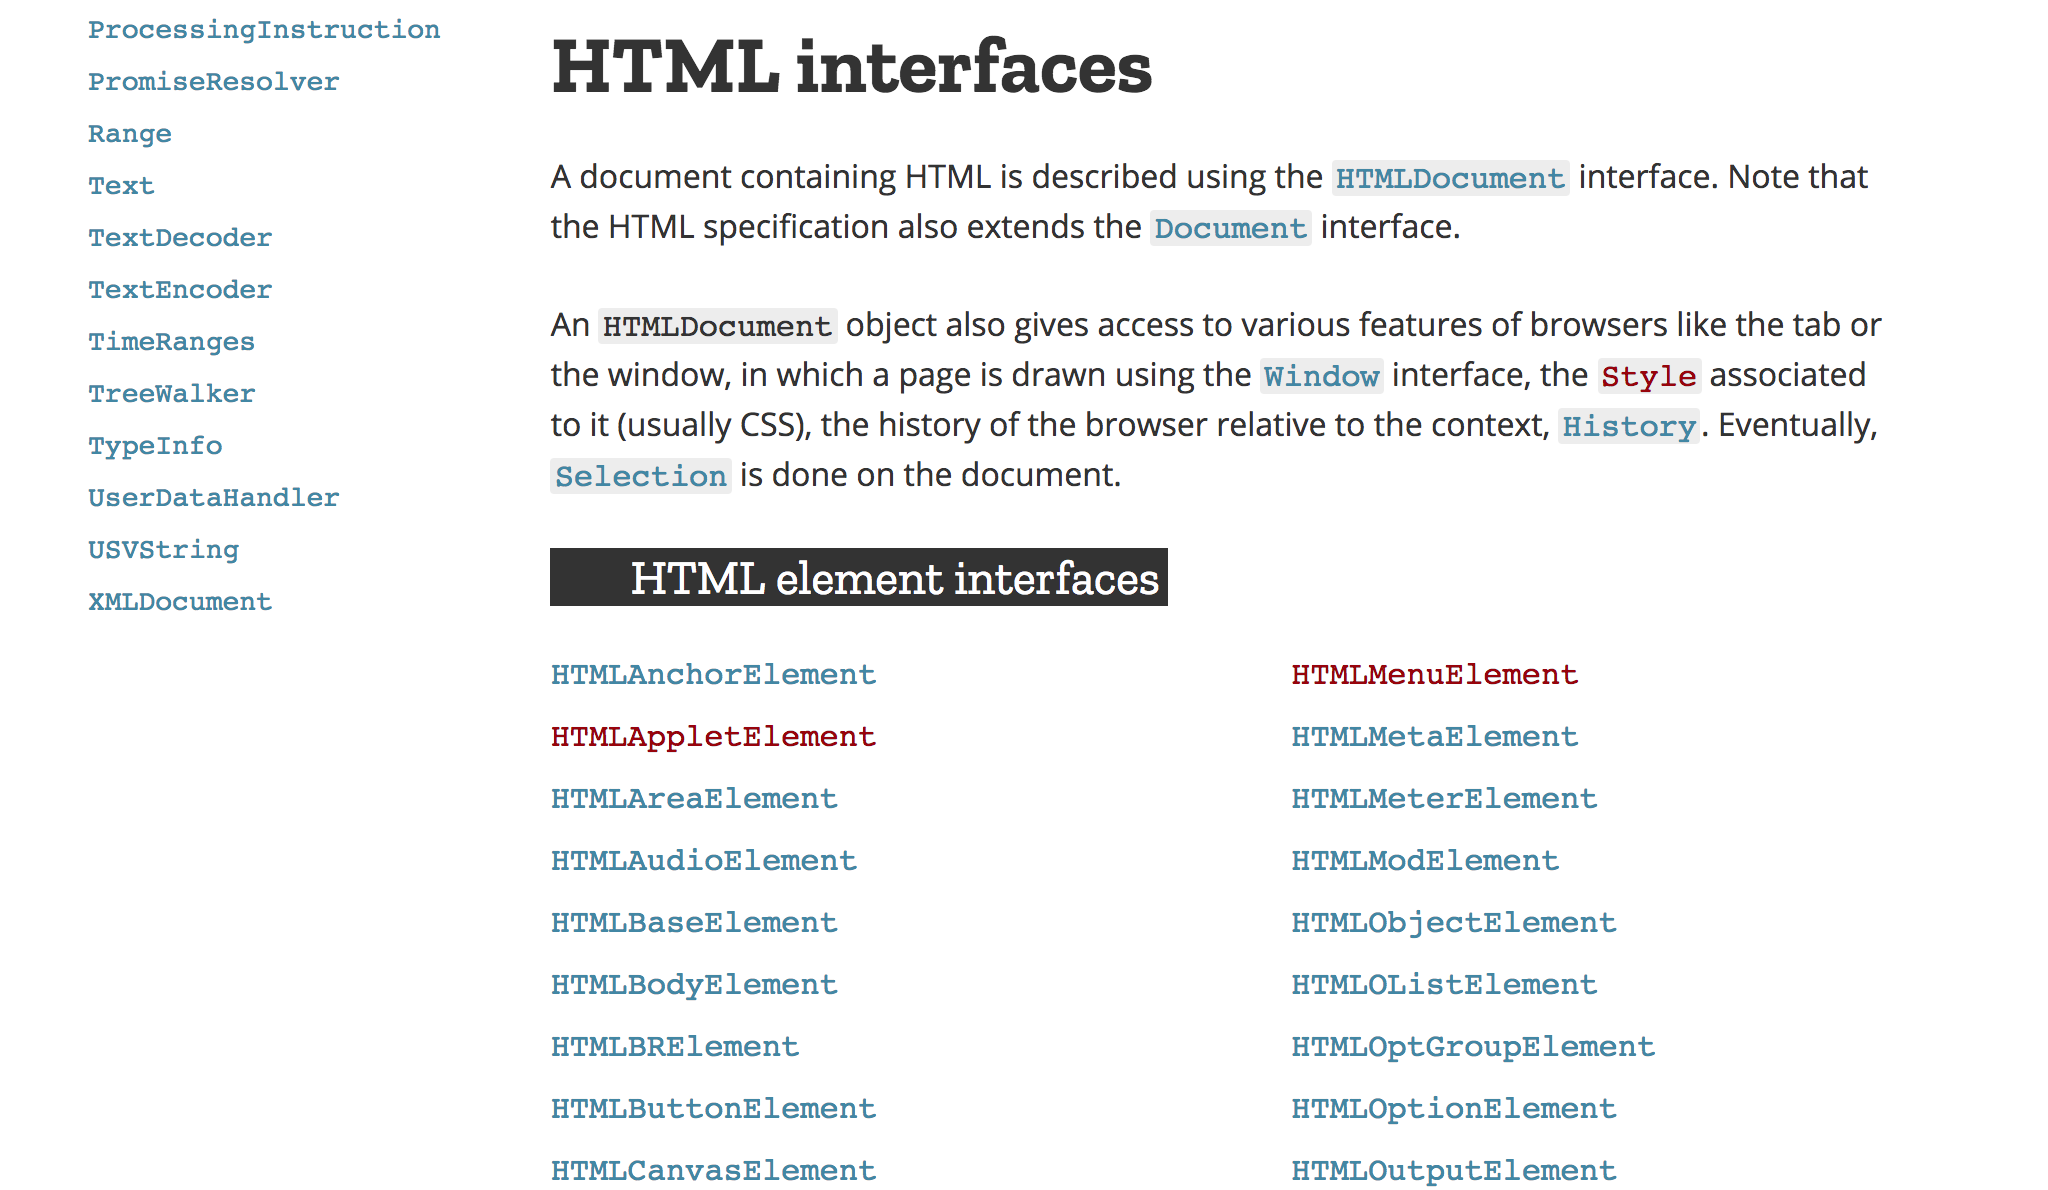 ProcessingInstruction
PromiseResolver
Range
Text
TextDecoder
TextEncoder
TimeRanges
TreeWalker
TypeInfo
UserDataHandler
USVString
XMLDocument
HTML interfaces
A document containing HTML is described using the HTMLDocument interface. Note that
the HTML specification also extends the Document interface.
An HTMLDocument object also gives access to various features of browsers like the tab or
the window, in which a page is drawn using the Window interface, the Style associated
to it (usually CSS), the history of the browser relative to the context, History. Eventually,
Selection is done on the document.
HTML element interfaces
HTMLAnchorElement
HTMLAppletElement
HTMLAreaElement
HTMLAudioElement
HTMLBaseElement
HTMLBodyElement
HTMLBRElement
HTMLButtonElement
HTMLCanvasElement
HTMLMenuElement
HTMLMetaElement
HTMLMeterElement
HTMLModElement
HTMLObjectElement
HTMLOListElement
HTMLOptGroupElement
HTMLOptionElement
HTMLOutputElement